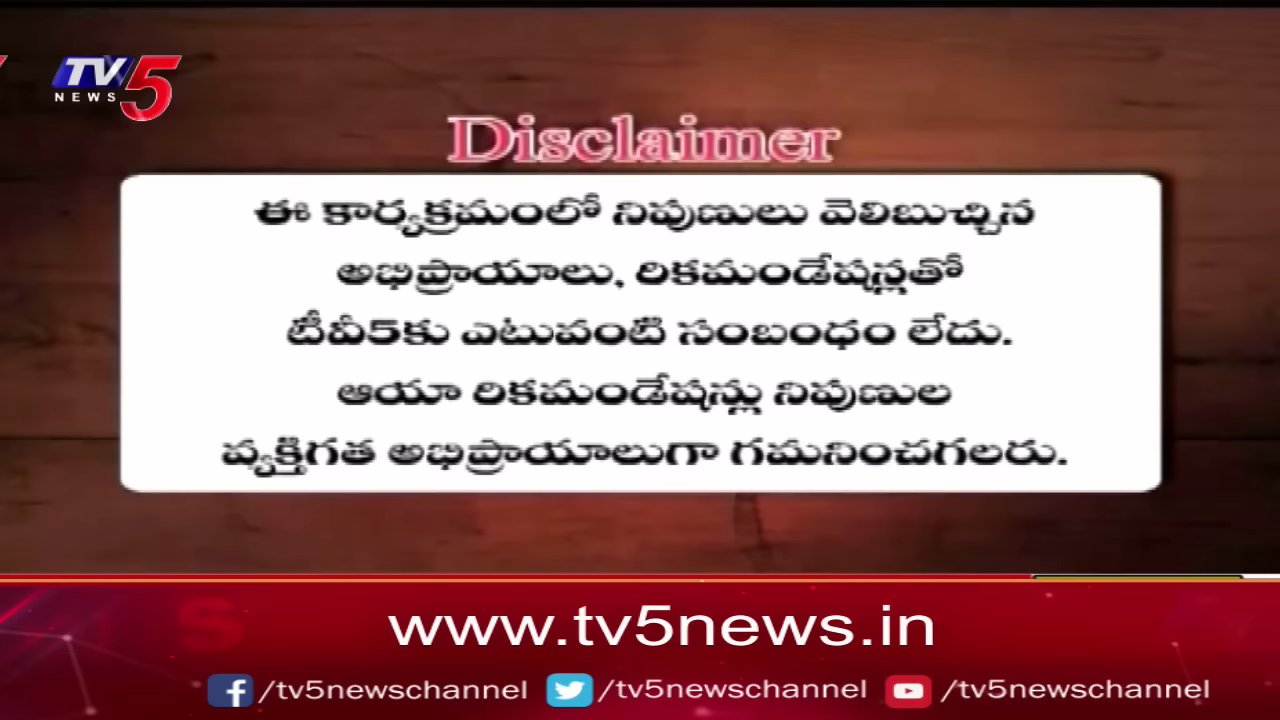 TV5
NEWS
Disclaimer
ఈ కార్యక్రమంలో నిపుణులు వెలిబుచ్చిన
అభిప్రాయాలు, రికమండేషన్లతో
టీవీ5కు ఎటువంటి సంబంధం లేదు.
ఆయా రికమండేషన్లు నిపుణుల
వ్యక్తిగత అభిప్రాయాలుగా గమనించగలరు.
www.tv5news.in
/tv5newschannel /tv5newschannel /tv5newschannel